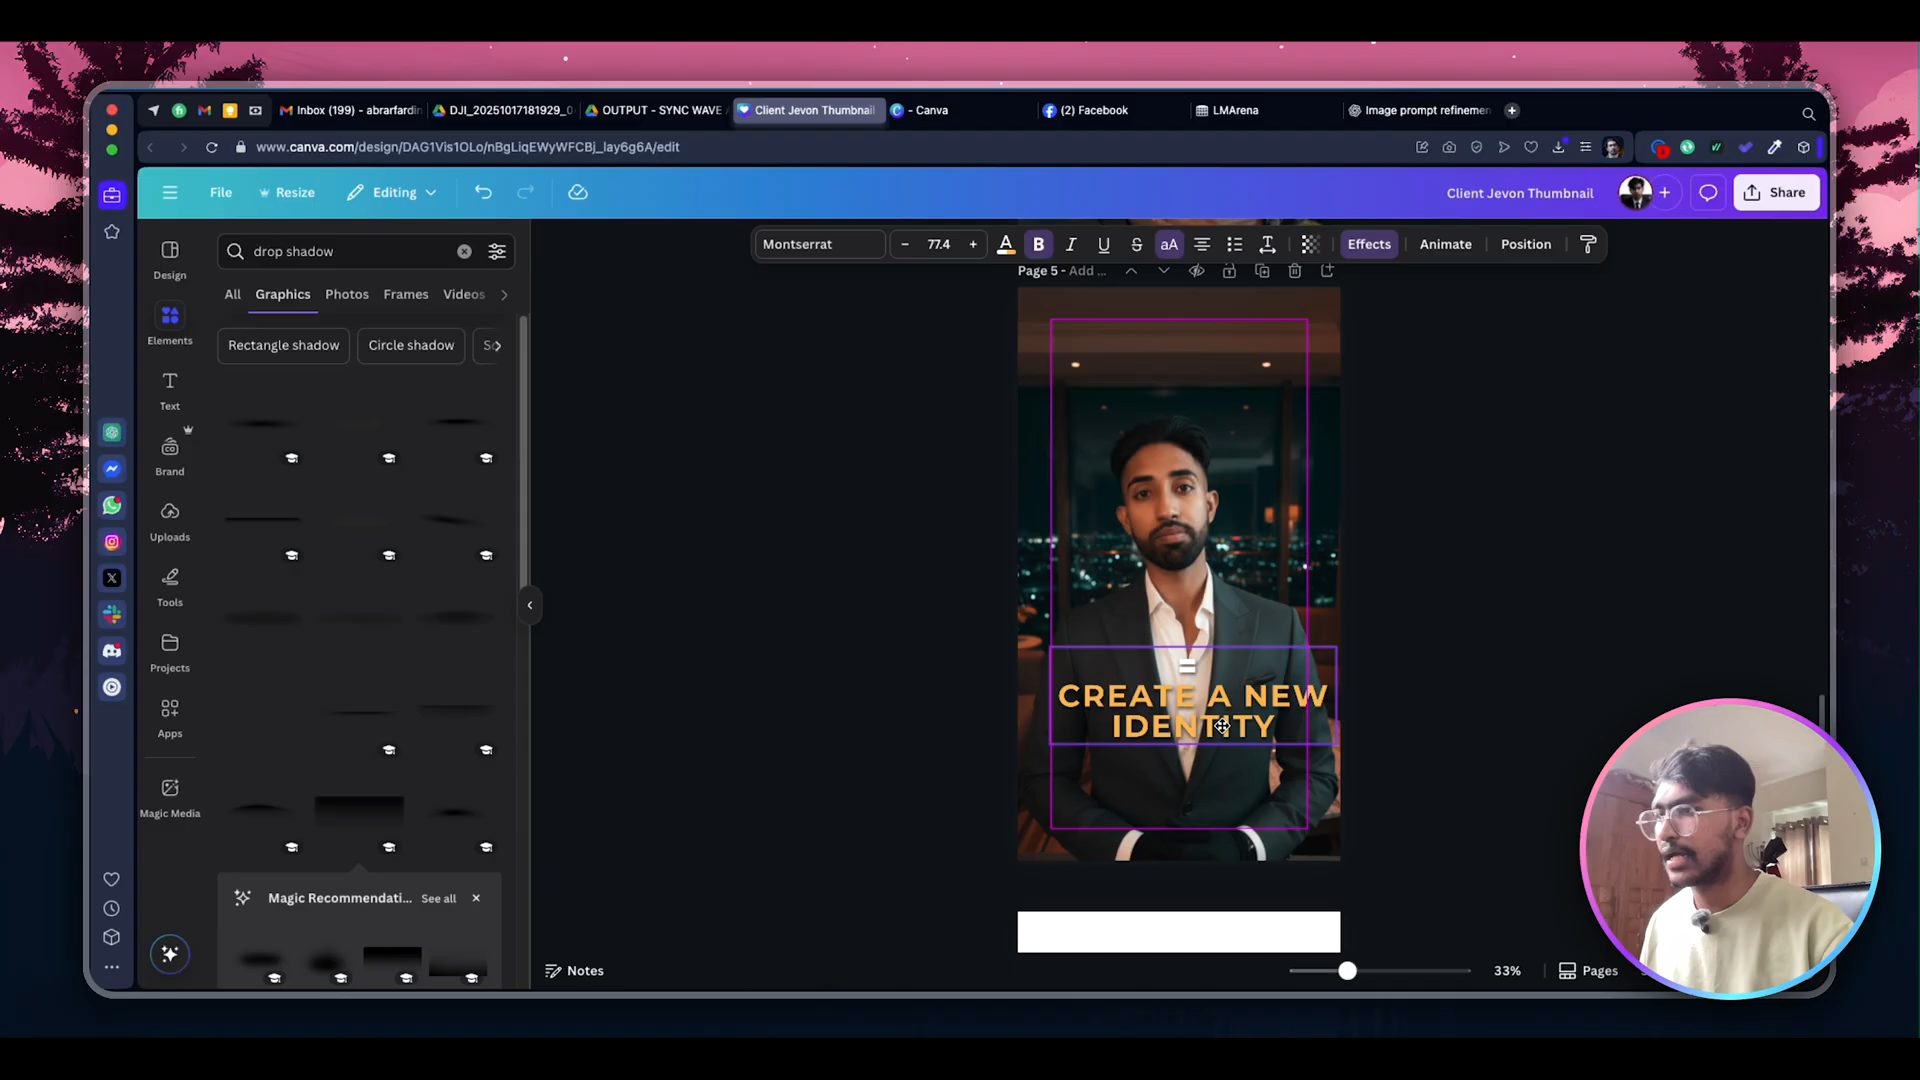 Inbox (199) - abrarfardin
DJI_20251017181929_0
OUTPUT - SYNC WAVE
Client Jevon Thumbnail
- Canva
(2) Facebook
LMArena
Image prompt refinemen
www.canva.com/design/DAG1Vis1OLo/nBgLiqEWyWFCBj_lay6g6A/edit
File
Resize
Editing
Client Jevon Thumbnail
Share
Design
Elements
Text
Brand
Uploads
Tools
Projects
Apps
Magic Media
drop shadow
All
Graphics
Photos
Frames
Videos
Rectangle shadow
Circle shadow
Magic Recommendati...
See all
Montserrat
77.4
A
B
I
U
S
aA
Effects
Animate
Position
Page 5 - Add ...
CREATE A NEW
IDENTITY
Notes
33%
Pages